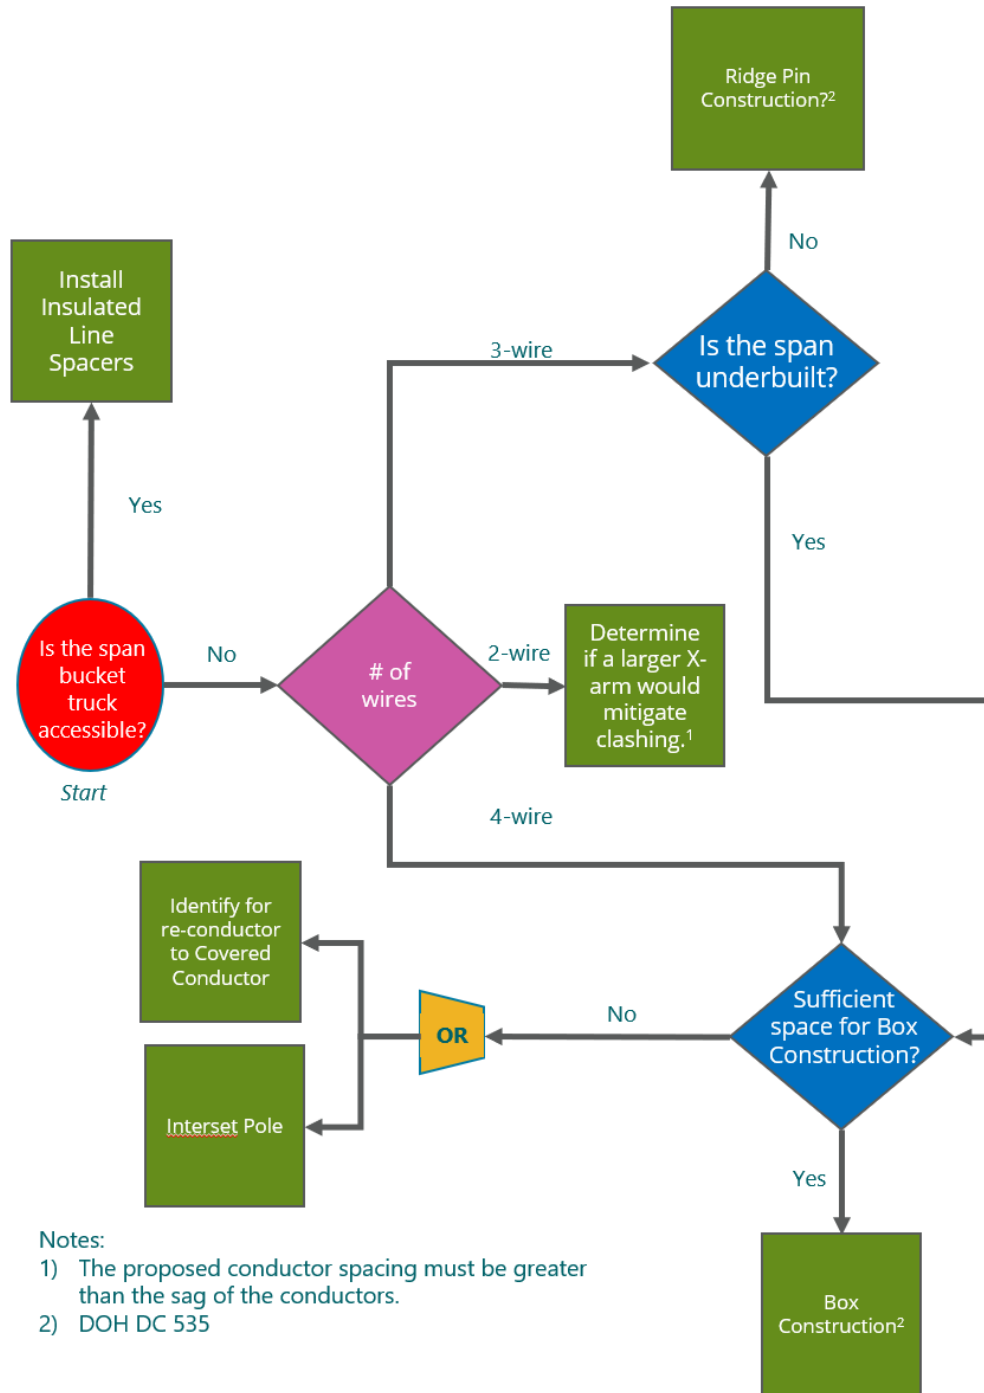 Ridge Pin
Construction?2
No
Install
Insulated
Line
Spacers
Is the span
underbuilt?
3-wire
Yes
Yes
Is the span
bucket
truck
accessible?
Start
No
# of
wires
2-wire
Determine
if a larger X-
arm would
mitigate
clashing.1
4-wire
Identify for
re-conductor
to Covered
Conductor
OR
No
Sufficient
space for Box
Construction?
Interset Pole
Yes
Box
Construction2
Notes:
1) The proposed conductor spacing must be greater
than the sag of the conductors.
2) DOH DC 535